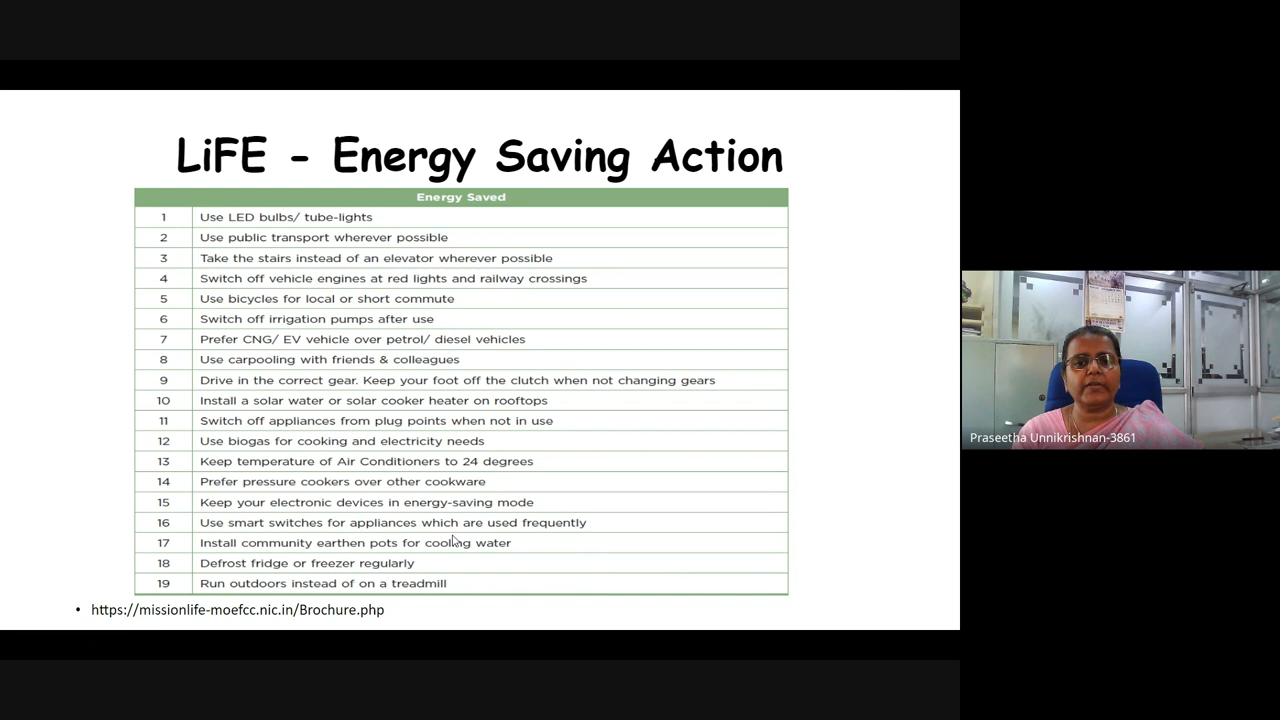 LiFE - Energy Saving Action
Energy Saved
1 Use LED bulbs/ tube-lights
2 Use public transport wherever possible
3 Take the stairs instead of an elevator wherever possible
4 Switch off vehicle engines at red lights and railway crossings
5 Use bicycles for local or short commute
6 Switch off irrigation pumps after use
7 Prefer CNG/ EV vehicle over petrol/ diesel vehicles
8 Use carpooling with friends & colleagues
9 Drive in the correct gear. Keep your foot off the clutch when not changing gears
10 Install a solar water or solar cooker heater on rooftops
11 Switch off appliances from plug points when not in use
12 Use biogas for cooking and electricity needs
13 Keep temperature of Air Conditioners to 24 degrees
14 Prefer pressure cookers over other cookware
15 Keep your electronic devices in energy-saving mode
16 Use smart switches for appliances which are used frequently
17 Install community earthen pots for cooling water
18 Defrost fridge or freezer regularly
19 Run outdoors instead of on a treadmill
• https://missionlife-moefcc.nic.in/Brochure.php
Praseetha Unnikrishnan-3861